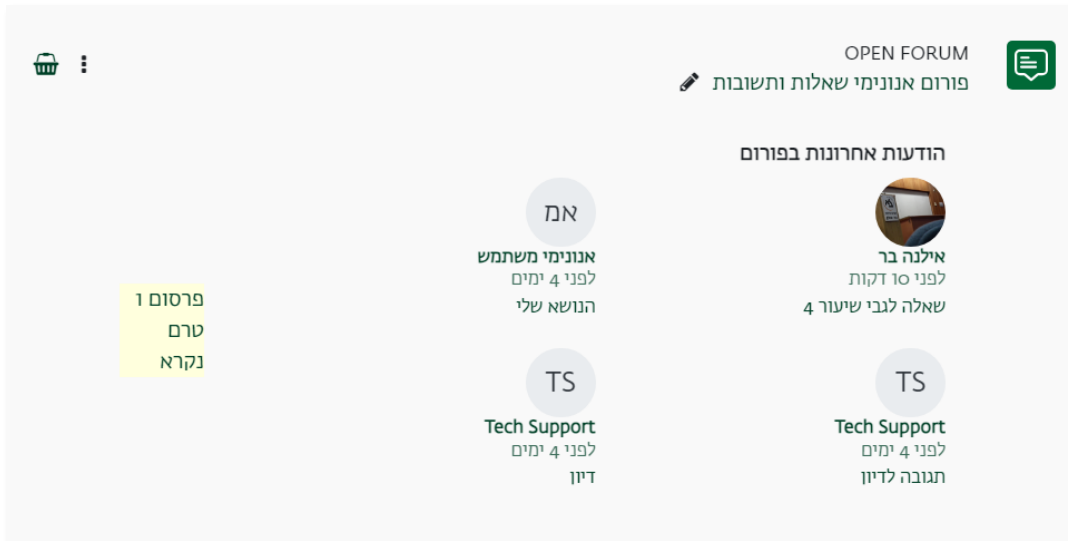 OPEN FORUM
פורום אנונימי שאלות ותשובות
הודעות אחרונות בפורום
אילנה בר
לפני 10 דקות
שאלה לגבי שיעור 4
אמ
אנונימי משתמש
לפני 4 ימים
הנושא שלי
TS
Tech Support
לפני 4 ימים
תגובה לדיון
TS
Tech Support
לפני 4 ימים
דיון
פרסום 1
טרם
נקרא